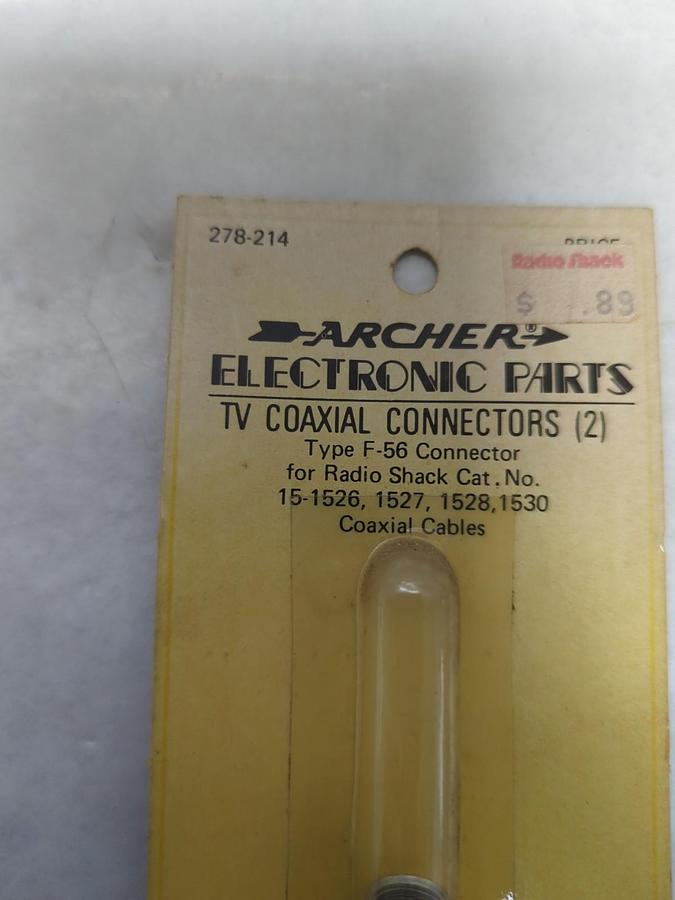 278-214
PRICE
Radio Shack
$ .89
ARCHER®
ELECTRONIC PARTS
TV COAXIAL CONNECTORS (2)
Type F-56 Connector
for Radio Shack Cat. No.
15-1526, 1527, 1528,1530
Coaxial Cables